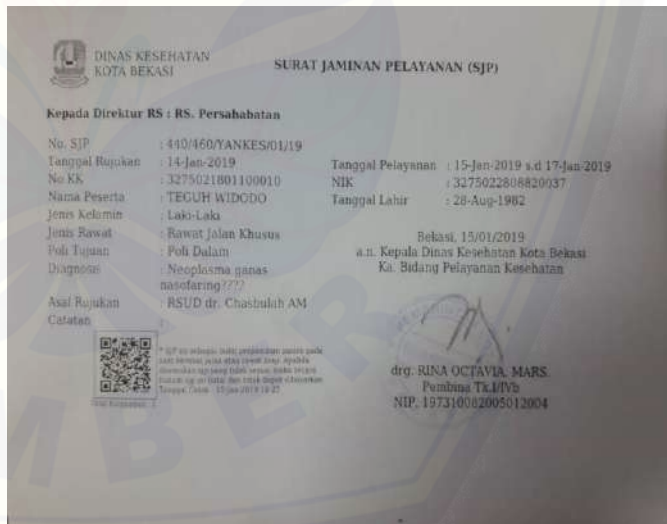 DINAS KESEHATAN
KOTA BEKASI
SURAT JAMINAN PELAYANAN (SJP)
Kepada Direktur RS : RS. Persahabatan
No. SJP : 440/460/YANKES/01/19
Tanggal Rujukan : 14-Jan-2019 Tanggal Pelayanan : 15-Jan-2019 s.d 17-Jan-2019
No KK : 3275021801100010 NIK : 3275022808820037
Nama Peserta : TEGUH WIDODO Tanggal Lahir : 28-Aug-1982
Jenis Kelamin : Laki-Laki
Jenis Rawat : Rawat Jalan Khusus Bekasi, 15/01/2019
Poli Tujuan : Poli Dalam a.n. Kepala Dinas Kesehatan Kota Bekasi
Diagnosis : Neoplasma ganas Ka. Bidang Pelayanan Kesehatan
nasofaring????
Asal Rujukan : RSUD dr. Chasbulah AM
Catatan :
drg. RINA OCTAVIA, MARS.
Pembina Tk.I/IVb
NIP. 197310082005012004